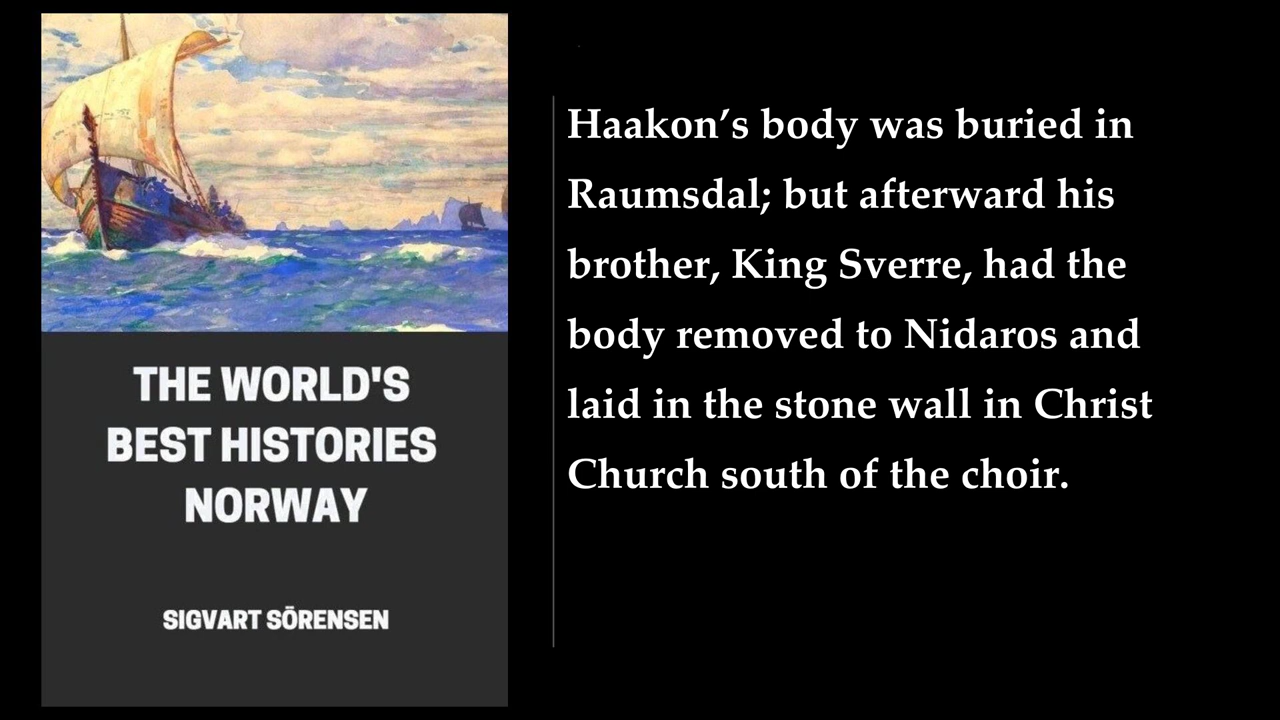 THE WORLD'S
BEST HISTORIES
NORWAY
SIGVART SÖRENSEN
Haakon’s body was buried in
Raumsdal; but afterward his
brother, King Sverre, had the
body removed to Nidaros and
laid in the stone wall in Christ
Church south of the choir.